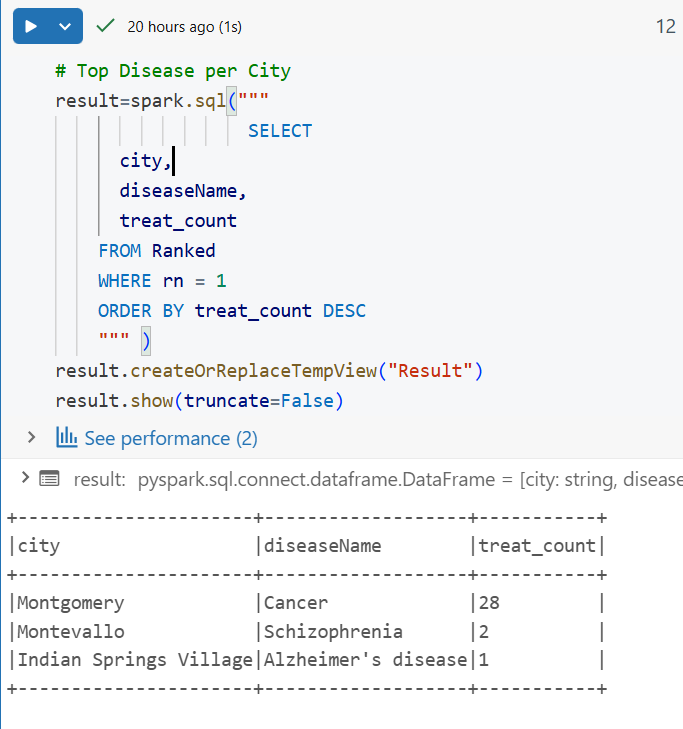 20 hours ago (1s)
12
# Top Disease per City
result=spark.sql("""
SELECT
city,
diseaseName,
treat_count
FROM Ranked
WHERE rn = 1
ORDER BY treat_count DESC
""" )
result.createOrReplaceTempView("Result")
result.show(truncate=False)
See performance (2)
result: pyspark.sql.connect.dataframe.DataFrame = [city: string, disease
+----------------------+-------------------+-----------+
|city                  |diseaseName        |treat_count|
+----------------------+-------------------+-----------+
|Montgomery            |Cancer             |28         |
|Montevallo            |Schizophrenia      |2          |
|Indian Springs Village|Alzheimer's disease|1          |
+----------------------+-------------------+-----------+